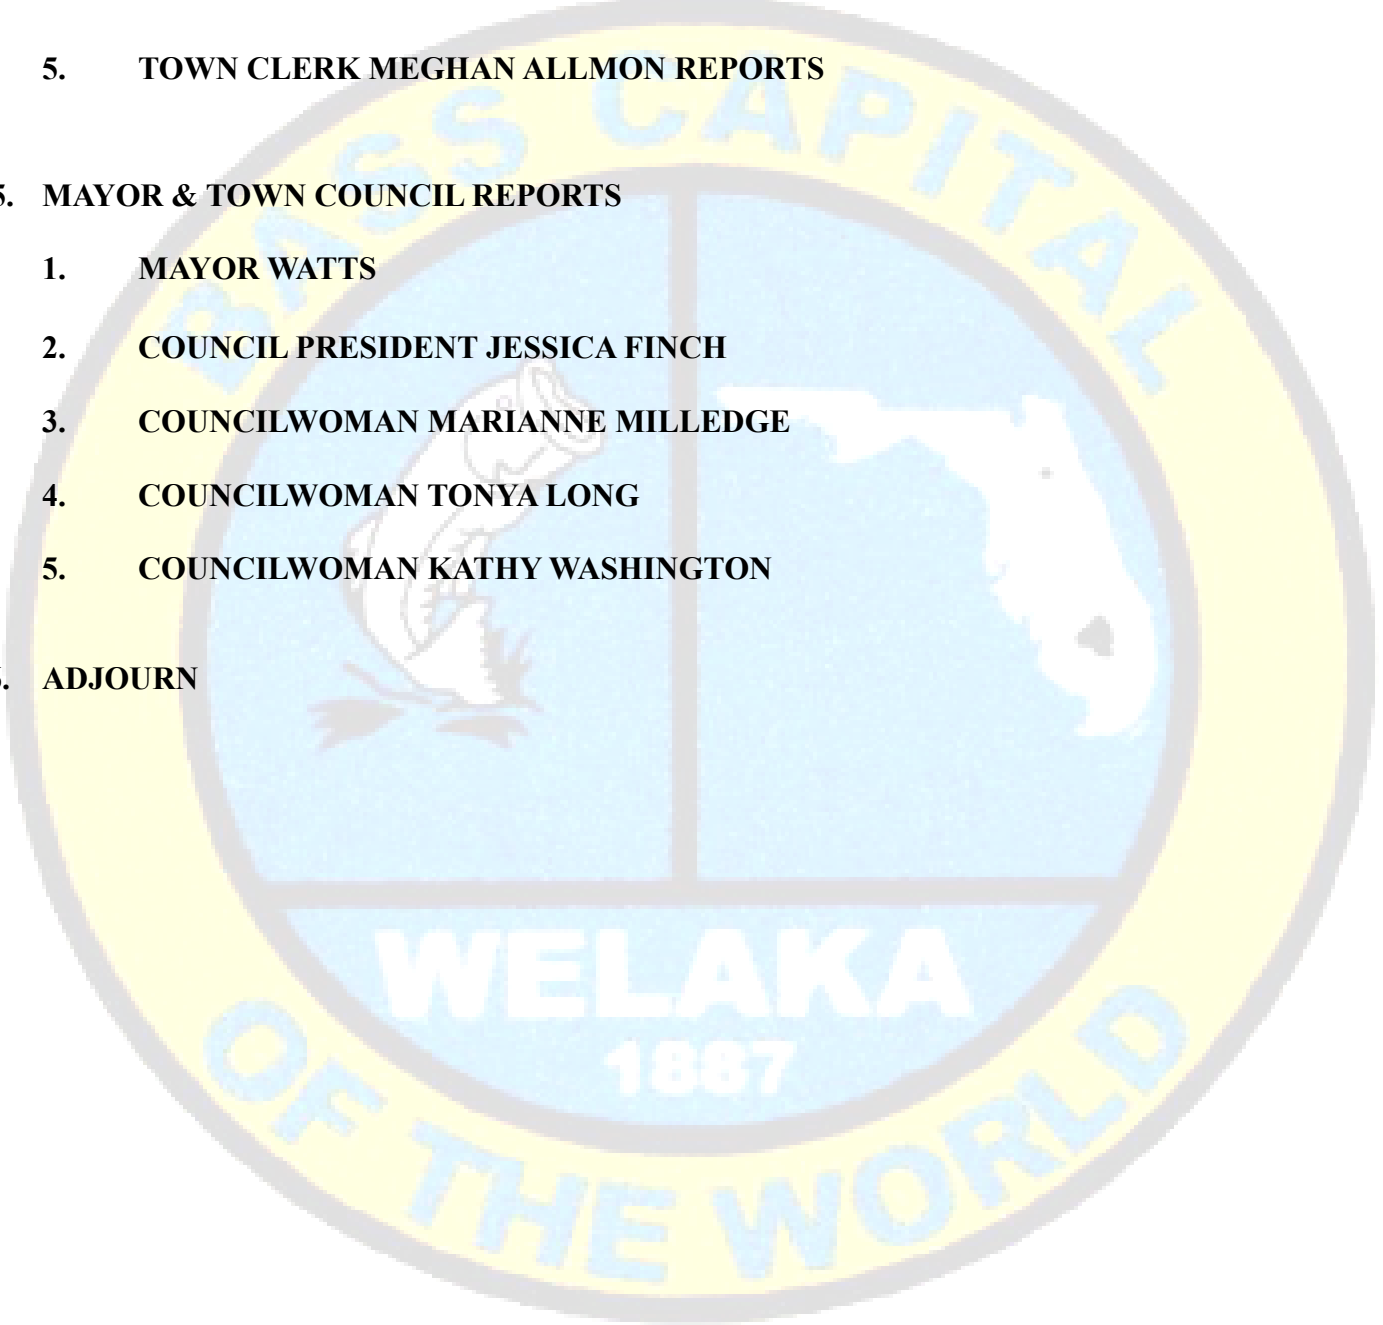 5. TOWN CLERK MEGHAN ALLMON REPORTS
5. MAYOR & TOWN COUNCIL REPORTS
1. MAYOR WATTS
2. COUNCIL PRESIDENT JESSICA FINCH
3. COUNCILWOMAN MARIANNE MILLEDGE
4. COUNCILWOMAN TONYA LONG
5. COUNCILWOMAN KATHY WASHINGTON
6. ADJOURN
BASS CAPITAL
WELAKA
1887
OF THE WORLD